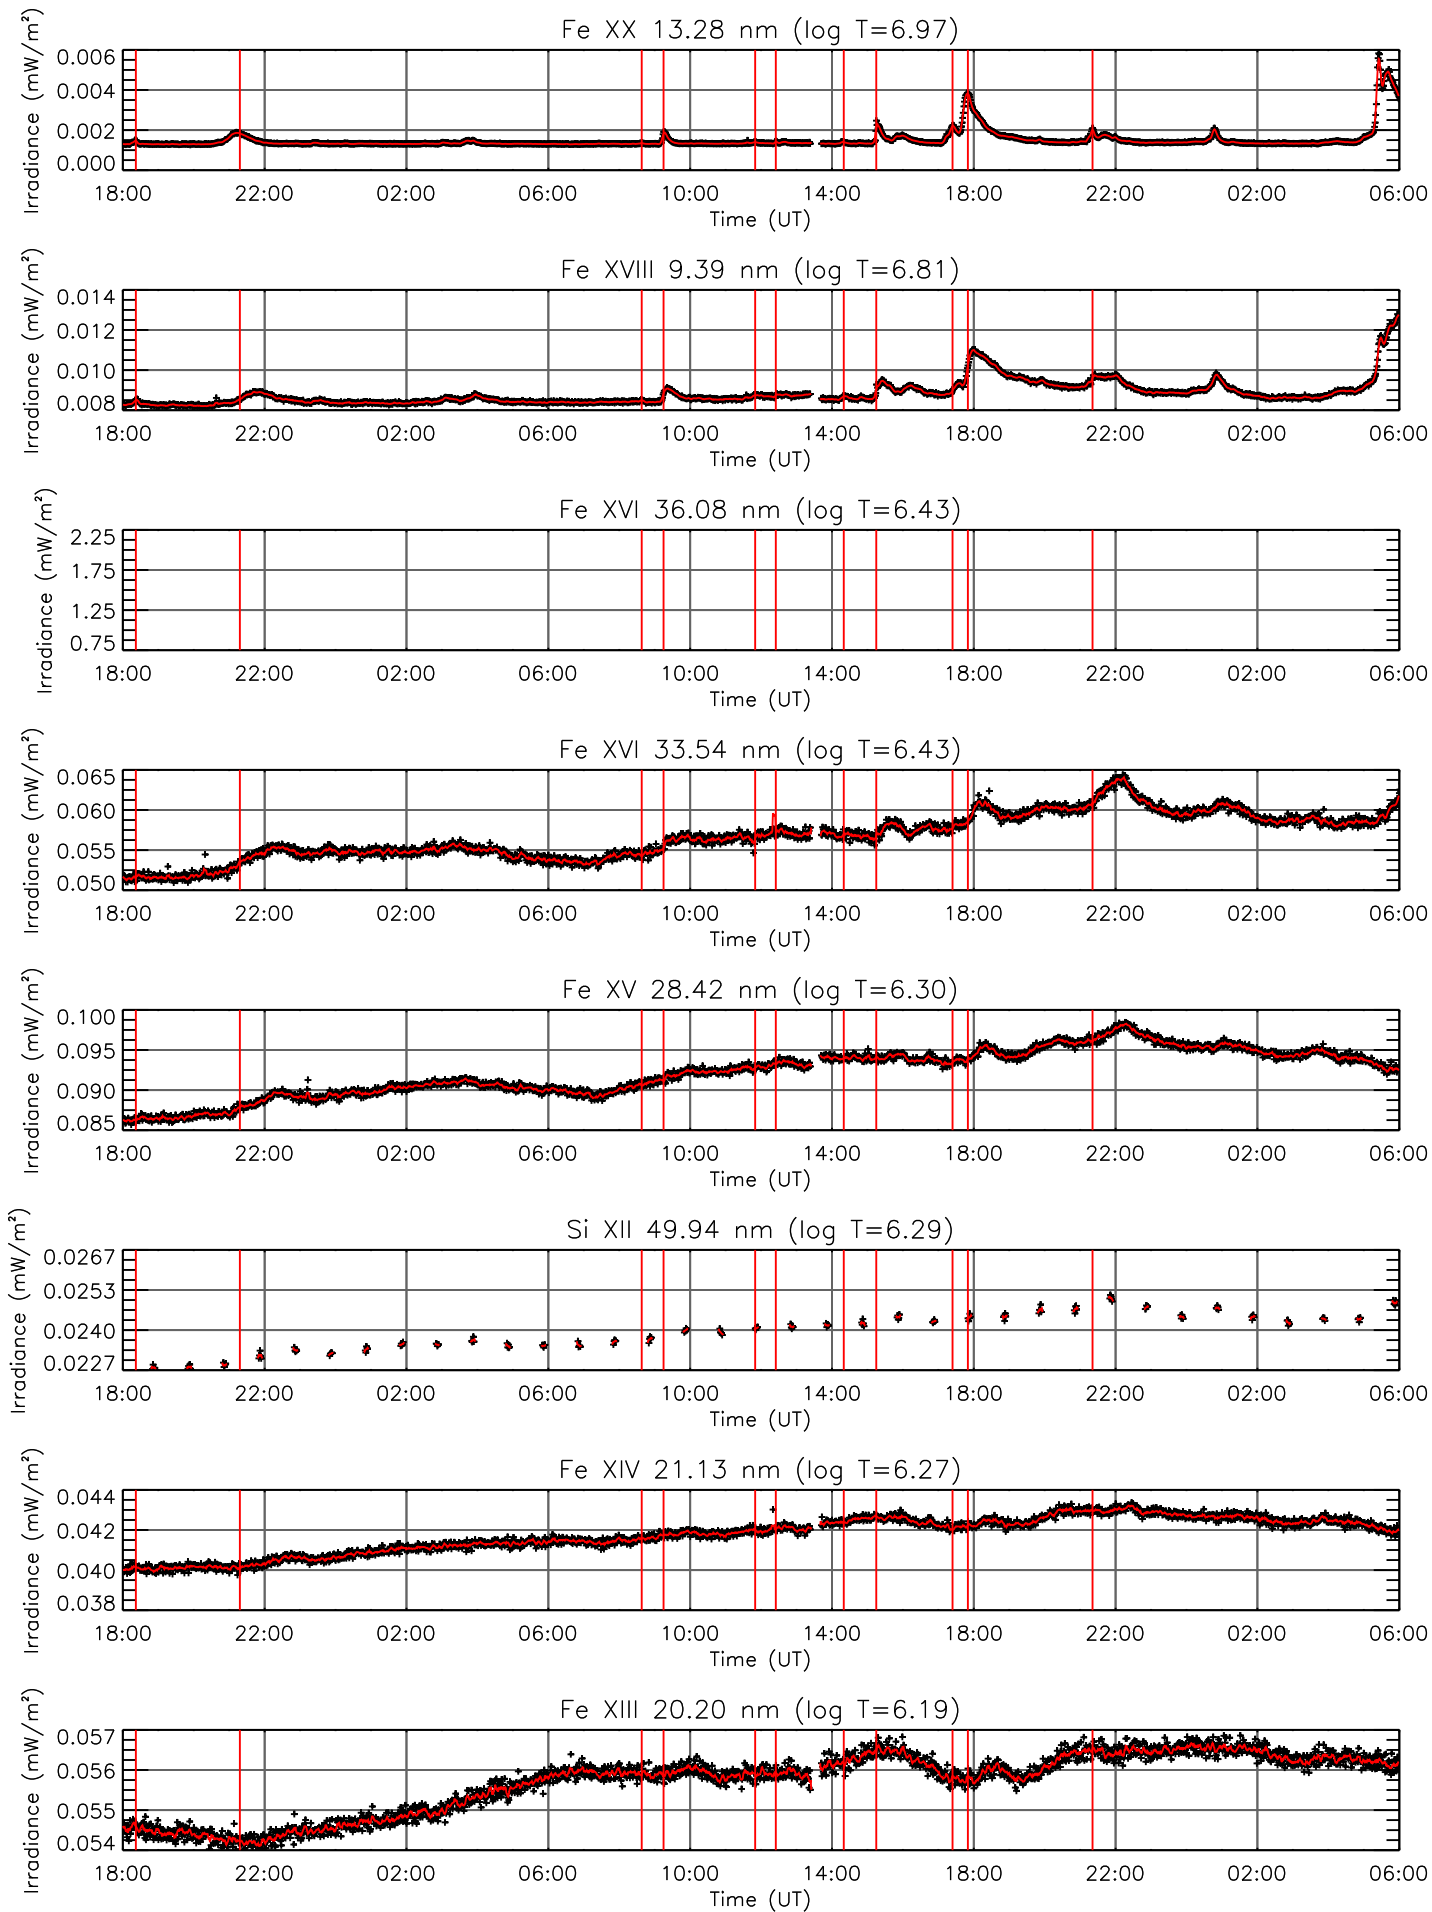 Fe XX 13.28 nm (log T=6.97)
Irradiance (mW/m²)
0.006
0.004
0.002
0.000
18:00 22:00 02:00 06:00 10:00 14:00 18:00 22:00 02:00 06:00
Time (UT)
Fe XVIII 9.39 nm (log T=6.81)
Irradiance (mW/m²)
0.014
0.012
0.010
0.008
18:00 22:00 02:00 06:00 10:00 14:00 18:00 22:00 02:00 06:00
Time (UT)
Fe XVI 36.08 nm (log T=6.43)
Irradiance (mW/m²)
2.25
1.75
1.25
0.75
18:00 22:00 02:00 06:00 10:00 14:00 18:00 22:00 02:00 06:00
Time (UT)
Fe XVI 33.54 nm (log T=6.43)
Irradiance (mW/m²)
0.065
0.060
0.055
0.050
18:00 22:00 02:00 06:00 10:00 14:00 18:00 22:00 02:00 06:00
Time (UT)
Fe XV 28.42 nm (log T=6.30)
Irradiance (mW/m²)
0.100
0.095
0.090
0.085
18:00 22:00 02:00 06:00 10:00 14:00 18:00 22:00 02:00 06:00
Time (UT)
Si XII 49.94 nm (log T=6.29)
Irradiance (mW/m²)
0.0267
0.0253
0.0240
0.0227
18:00 22:00 02:00 06:00 10:00 14:00 18:00 22:00 02:00 06:00
Time (UT)
Fe XIV 21.13 nm (log T=6.27)
Irradiance (mW/m²)
0.044
0.042
0.040
0.038
18:00 22:00 02:00 06:00 10:00 14:00 18:00 22:00 02:00 06:00
Time (UT)
Fe XIII 20.20 nm (log T=6.19)
Irradiance (mW/m²)
0.057
0.056
0.055
0.054
18:00 22:00 02:00 06:00 10:00 14:00 18:00 22:00 02:00 06:00
Time (UT)